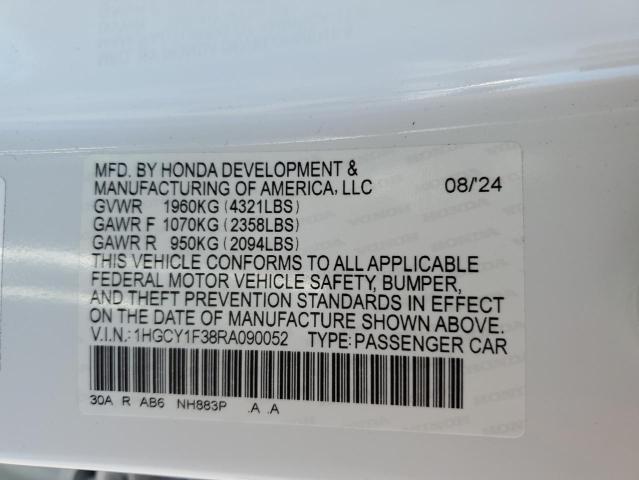 MFD. BY HONDA DEVELOPMENT &
MANUFACTURING OF AMERICA, LLC 08/'24
GVWR 1960KG (4321LBS)
GAWR F 1070KG (2358LBS)
GAWR R 950KG (2094LBS)
THIS VEHICLE CONFORMS TO ALL APPLICABLE
FEDERAL MOTOR VEHICLE SAFETY, BUMPER,
AND THEFT PREVENTION STANDARDS IN EFFECT
ON THE DATE OF MANUFACTURE SHOWN ABOVE.
V.I.N.: 1HGCY1F38RA090052 TYPE: PASSENGER CAR
30A R AB6 NH883P .A .A